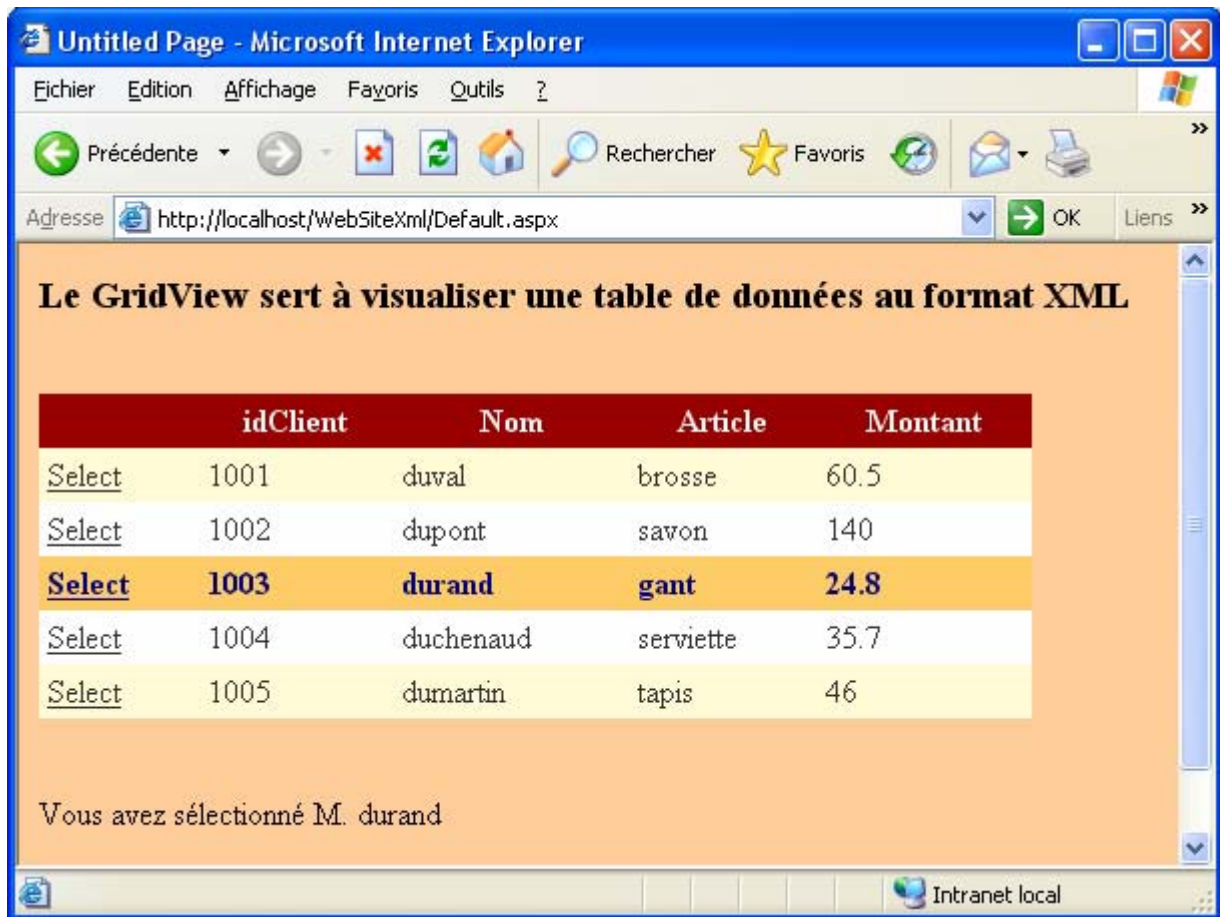 Untitled Page - Microsoft Internet Explorer
Fichier Edition Affichage Favoris Outils ?
Précédente Rechercher Favoris »
Adresse http://localhost/WebSiteXml/Default.aspx OK Liens »
Le GridView sert à visualiser une table de données au format XML
idClient Nom Article Montant
Select 1001 duval brosse 60.5
Select 1002 dupont savon 140
Select 1003 durand gant 24.8
Select 1004 duchenaud serviette 35.7
Select 1005 dumartin tapis 46
Vous avez sélectionné M. durand
Intranet local